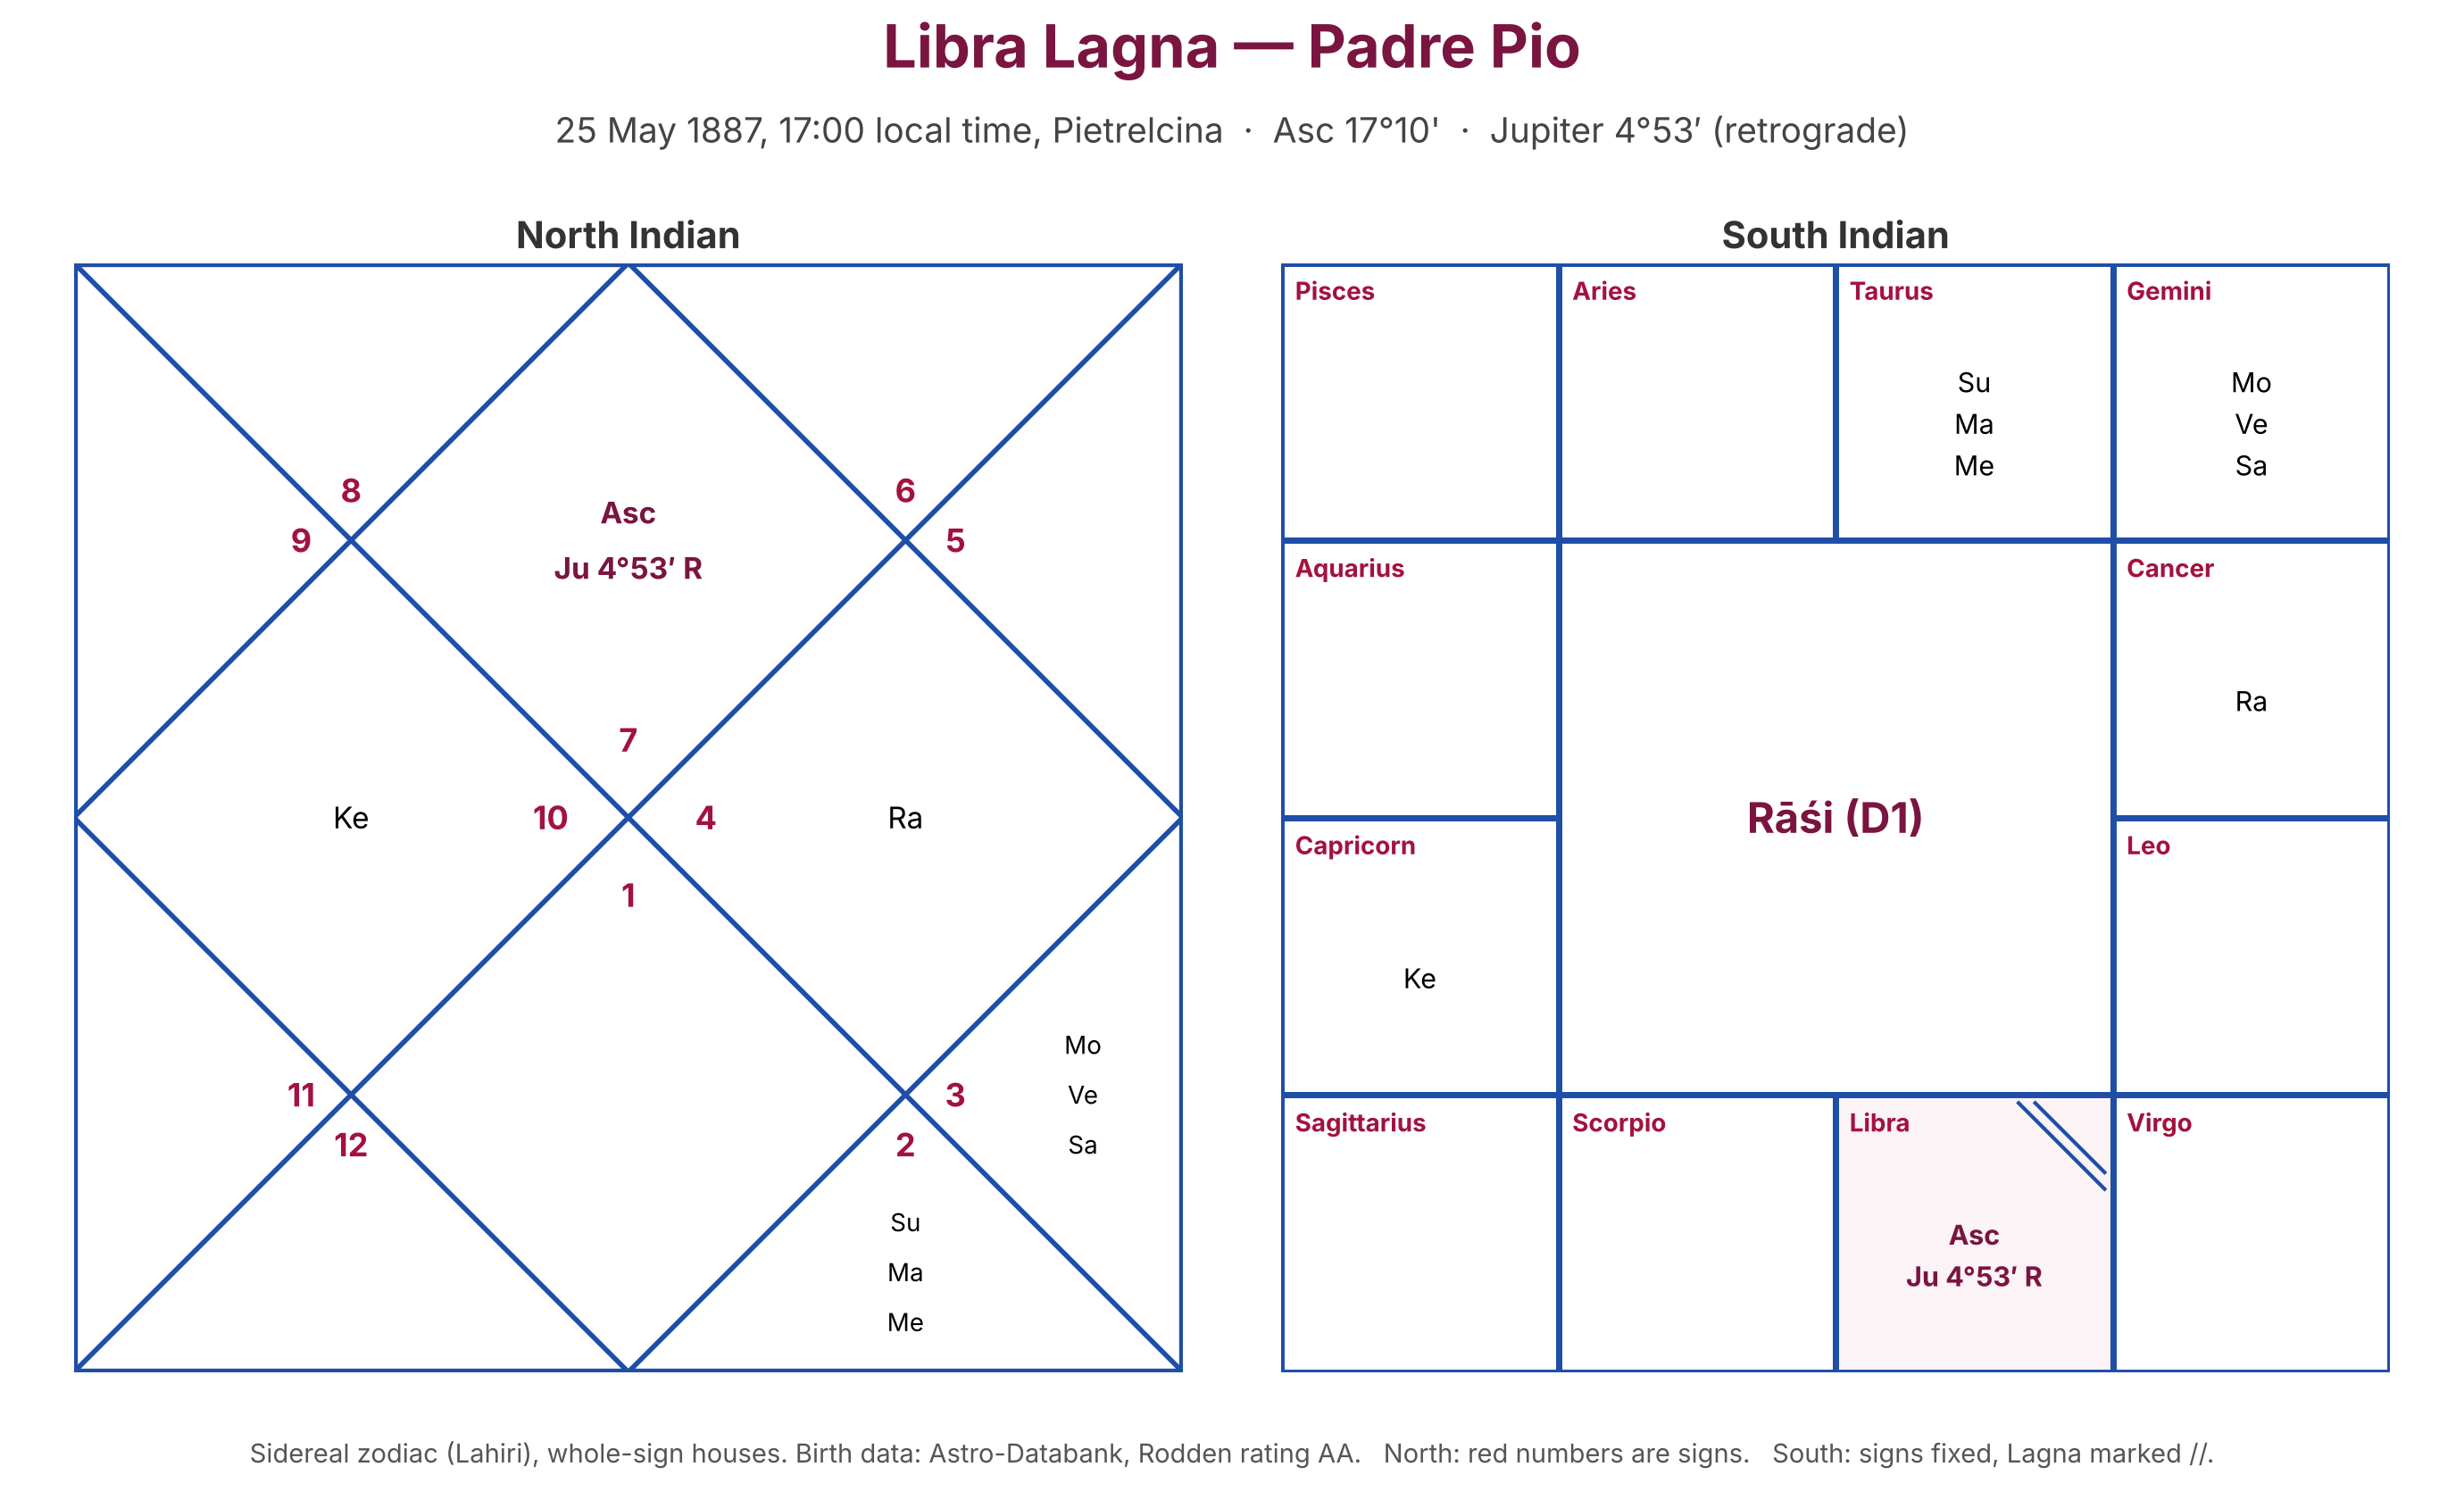 Libra Lagna — Padre Pio
25 May 1887, 17:00 local time, Pietrelcina · Asc 17°10' · Jupiter 4°53′ (retrograde)
North Indian
8
6
9
5
Asc
Ju 4°53′ R
7
Ke
10
4
Ra
1
11
3
12
2
Mo
Ve
Sa
Su
Ma
Me
South Indian
Pisces
Aries
Taurus
Su
Ma
Me
Gemini
Mo
Ve
Sa
Aquarius
Cancer
Ra
Rāśi (D1)
Capricorn
Ke
Leo
Sagittarius
Scorpio
Libra
Asc
Ju 4°53′ R
Virgo
Sidereal zodiac (Lahiri), whole-sign houses. Birth data: Astro-Databank, Rodden rating AA. North: red numbers are signs. South: signs fixed, Lagna marked //.